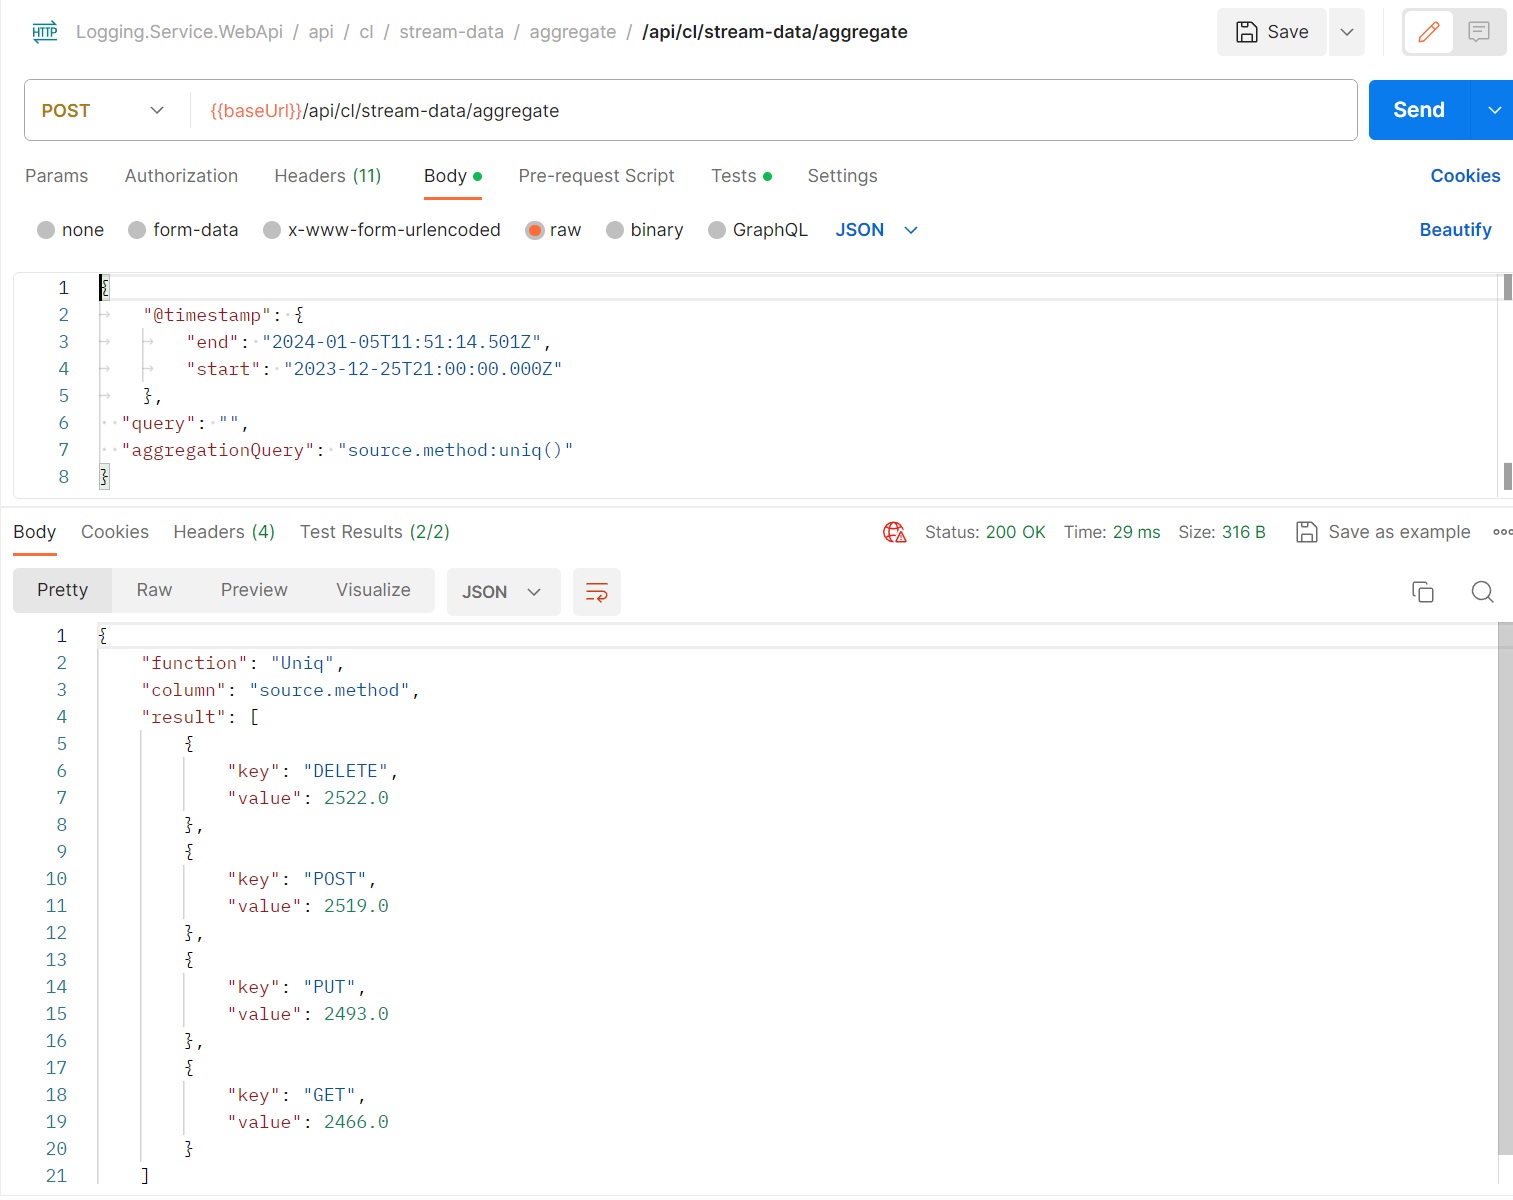 HTTP Logging.Service.WebApi / api / cl / stream-data / aggregate / /api/cl/stream-data/aggregate Save
POST {{baseUrl}}/api/cl/stream-data/aggregate Send
Params Authorization Headers (11) Body Pre-request Script Tests Settings Cookies
none form-data x-www-form-urlencoded raw binary GraphQL JSON Beautify
1 {
2 "@timestamp": {
3 "end": "2024-01-05T11:51:14.501Z",
4 "start": "2023-12-25T21:00:00.000Z"
5 },
6 "query": "",
7 "aggregationQuery": "source.method:uniq()"
8 }
Body Cookies Headers (4) Test Results (2/2) Status: 200 OK Time: 29 ms Size: 316 B Save as example
Pretty Raw Preview Visualize JSON
1 {
2 "function": "Uniq",
3 "column": "source.method",
4 "result": [
5 {
6 "key": "DELETE",
7 "value": 2522.0
8 },
9 {
10 "key": "POST",
11 "value": 2519.0
12 },
13 {
14 "key": "PUT",
15 "value": 2493.0
16 },
17 {
18 "key": "GET",
19 "value": 2466.0
20 }
21 ]